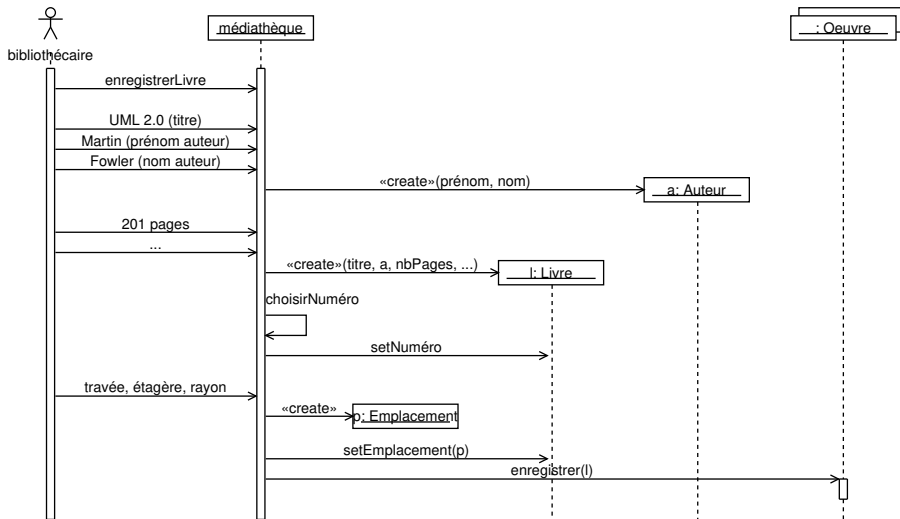 médiathèque
: Oeuvre
bibliothécaire
enregistrerLivre
UML 2.0 (titre)
Martin (prénom auteur)
Fowler (nom auteur)
«create»(prénom, nom)
a: Auteur
201 pages
...
«create»(titre, a, nbPages, ...)
l: Livre
choisirNuméro
setNuméro
travée, étagère, rayon
«create»
p: Emplacement
setEmplacement(p)
enregistrer(l)